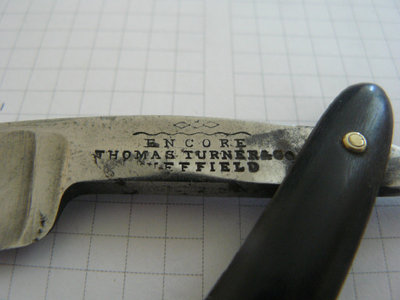 ENCORE
THOMAS TURNER & CO
SHEFFIELD